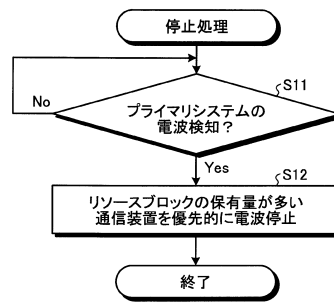 停止処理
S11
プライマリシステムの
電波検知？
No
Yes
S12
リソースブロックの保有量が多い
通信装置を優先的に電波停止
終了